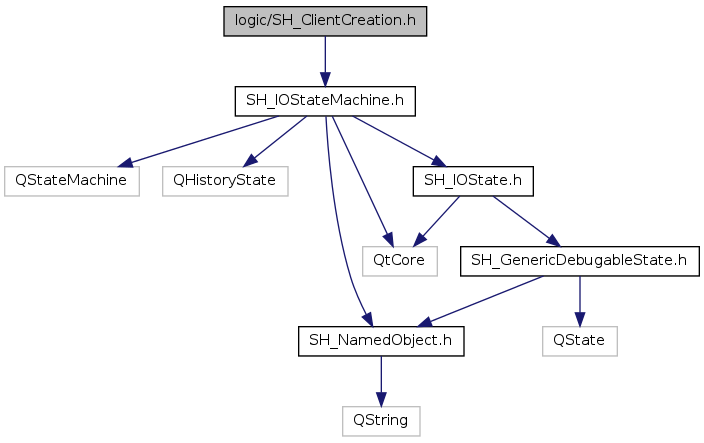 logic/SH_ClientCreation.h
SH_IOStateMachine.h
QStateMachine
QHistoryState
SH_IOState.h
QtCore
SH_GenericDebugableState.h
SH_NamedObject.h
QState
QString